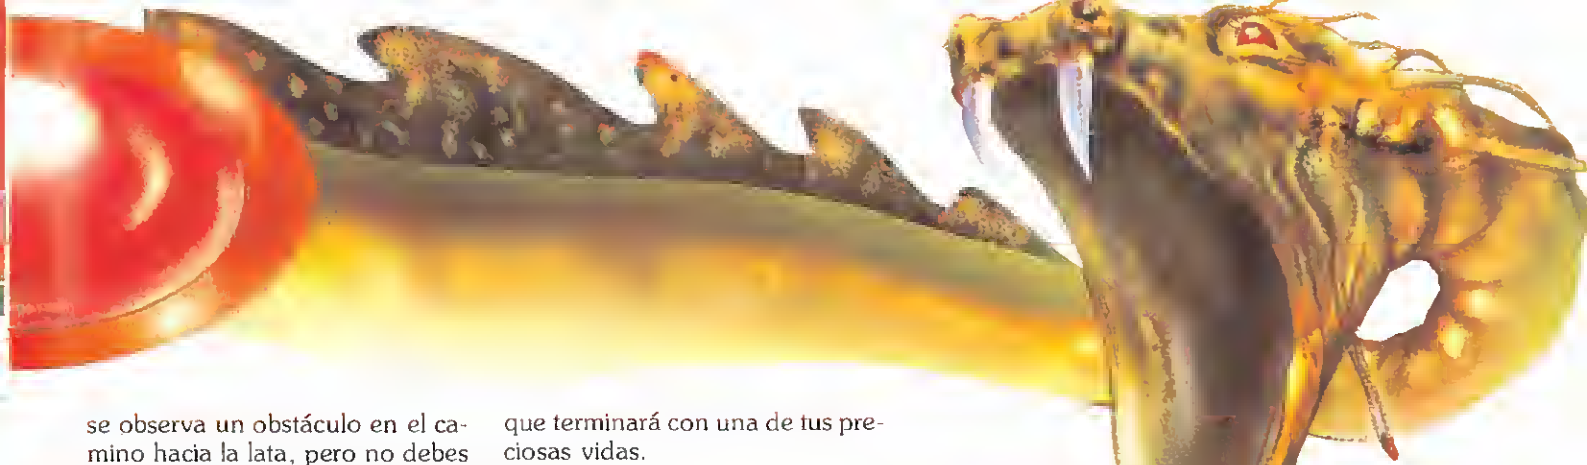 se observa un obstáculo en el ca-
mino hacia la lata, pero no debes
que terminará con una de tus pre-
ciosas vidas.